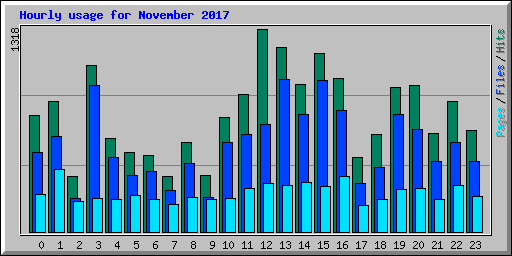 Hourly usage for November 2017
1318
Pages/Files/Hits
0 1 2 3 4 5 6 7 8 9 10 11 12 13 14 15 16 17 18 19 20 21 22 23